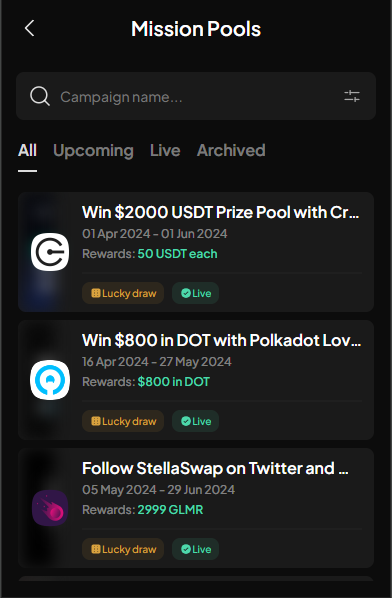 Mission Pools
Campaign name...
All Upcoming Live Archived
Win $2000 USDT Prize Pool with Cr...
01 Apr 2024 - 01 Jun 2024
Rewards: 50 USDT each
Lucky draw Live
Win $800 in DOT with Polkadot Lov...
16 Apr 2024 - 27 May 2024
Rewards: $800 in DOT
Lucky draw Live
Follow StellaSwap on Twitter and ...
05 May 2024 - 29 Jun 2024
Rewards: 2999 GLMR
Lucky draw Live